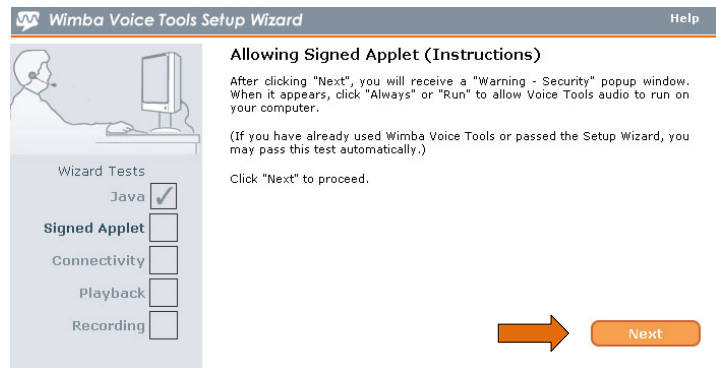 Wimba Voice Tools Setup Wizard
Help
Allowing Signed Applet (Instructions)
After clicking "Next", you will receive a "Warning - Security" popup window.
When it appears, click "Always" or "Run" to allow Voice Tools audio to run on
your computer.
(If you have already used Wimba Voice Tools or passed the Setup Wizard, you
may pass this test automatically.)
Click "Next" to proceed.
Wizard Tests
Java
Signed Applet
Connectivity
Playback
Recording
Next